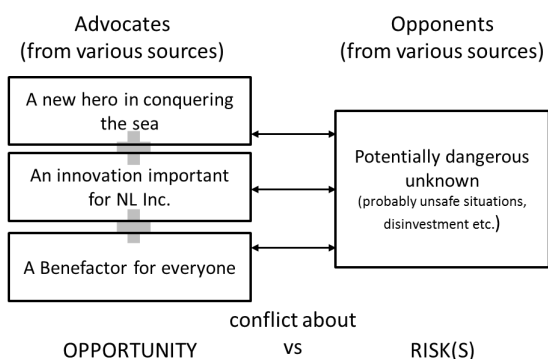 Advocates
(from various sources)
Opponents
(from various sources)
A new hero in conquering
the sea
An innovation important
for NL Inc.
A Benefactor for everyone
Potentially dangerous
unknown
(probably unsafe situations,
disinvestment etc.)
conflict about
OPPORTUNITY vs RISK(S)